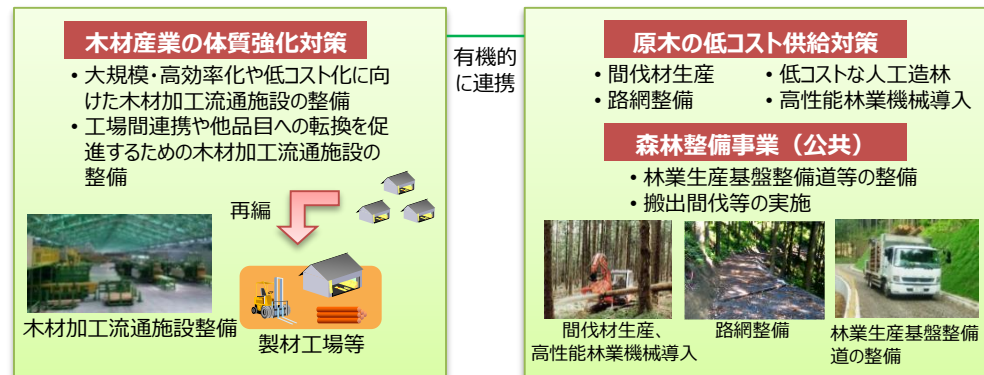 木材産業の体質強化対策
• 大規模・高効率化や低コスト化に向
けた木材加工流通施設の整備
• 工場間連携や他品目への転換を促
進するための木材加工流通施設の
整備
再編
木材加工流通施設整備
製材工場等
有機的
に連携
原木の低コスト供給対策
• 間伐材生産 • 低コストな人工造林
• 路網整備 • 高性能林業機械導入
森林整備事業（公共）
• 林業生産基盤整備道等の整備
• 搬出間伐等の実施
間伐材生産、
高性能林業機械導入
路網整備
林業生産基盤整備
道の整備